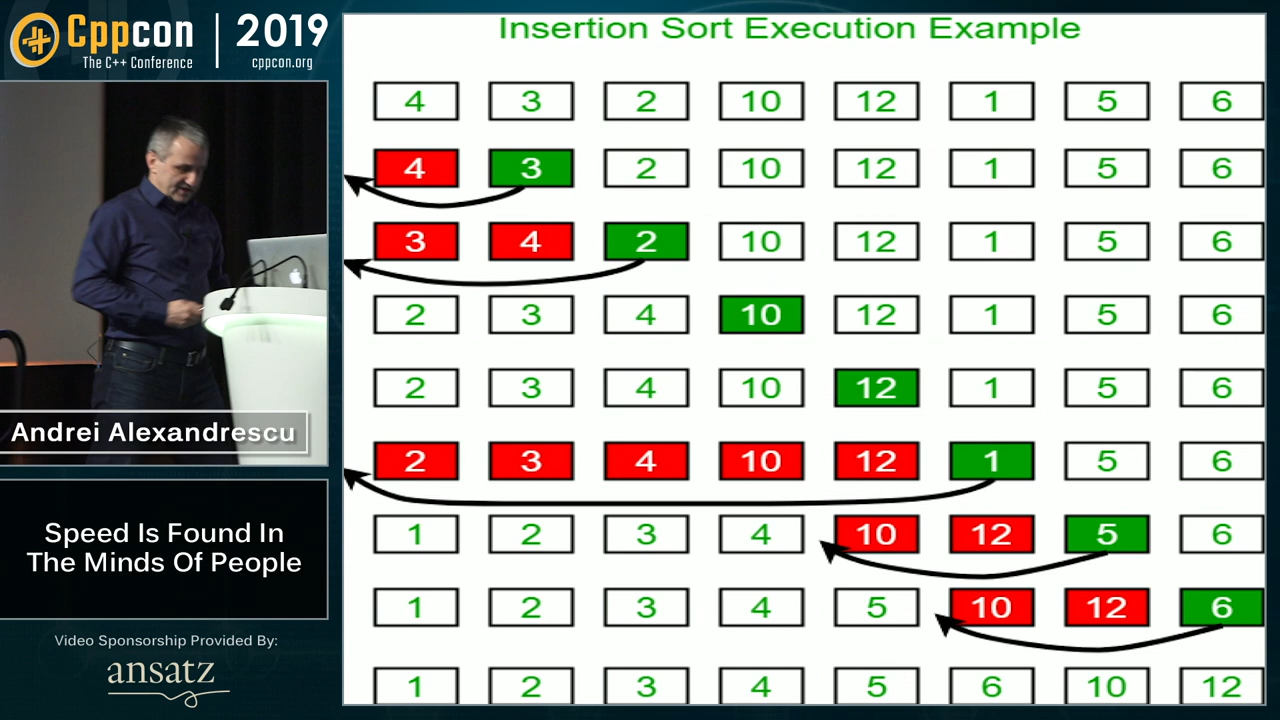 Cppcon
The C++ Conference
2019
cppcon.org
Insertion Sort Execution Example
4 3 2 10 12 1 5 6
4 3 2 10 12 1 5 6
3 4 2 10 12 1 5 6
2 3 4 10 12 1 5 6
2 3 4 10 12 1 5 6
2 3 4 10 12 1 5 6
1 2 3 4 10 12 5 6
1 2 3 4 5 10 12 6
1 2 3 4 5 6 10 12
Andrei Alexandrescu
Speed Is Found In
The Minds Of People
Video Sponsorship Provided By:
ansatz